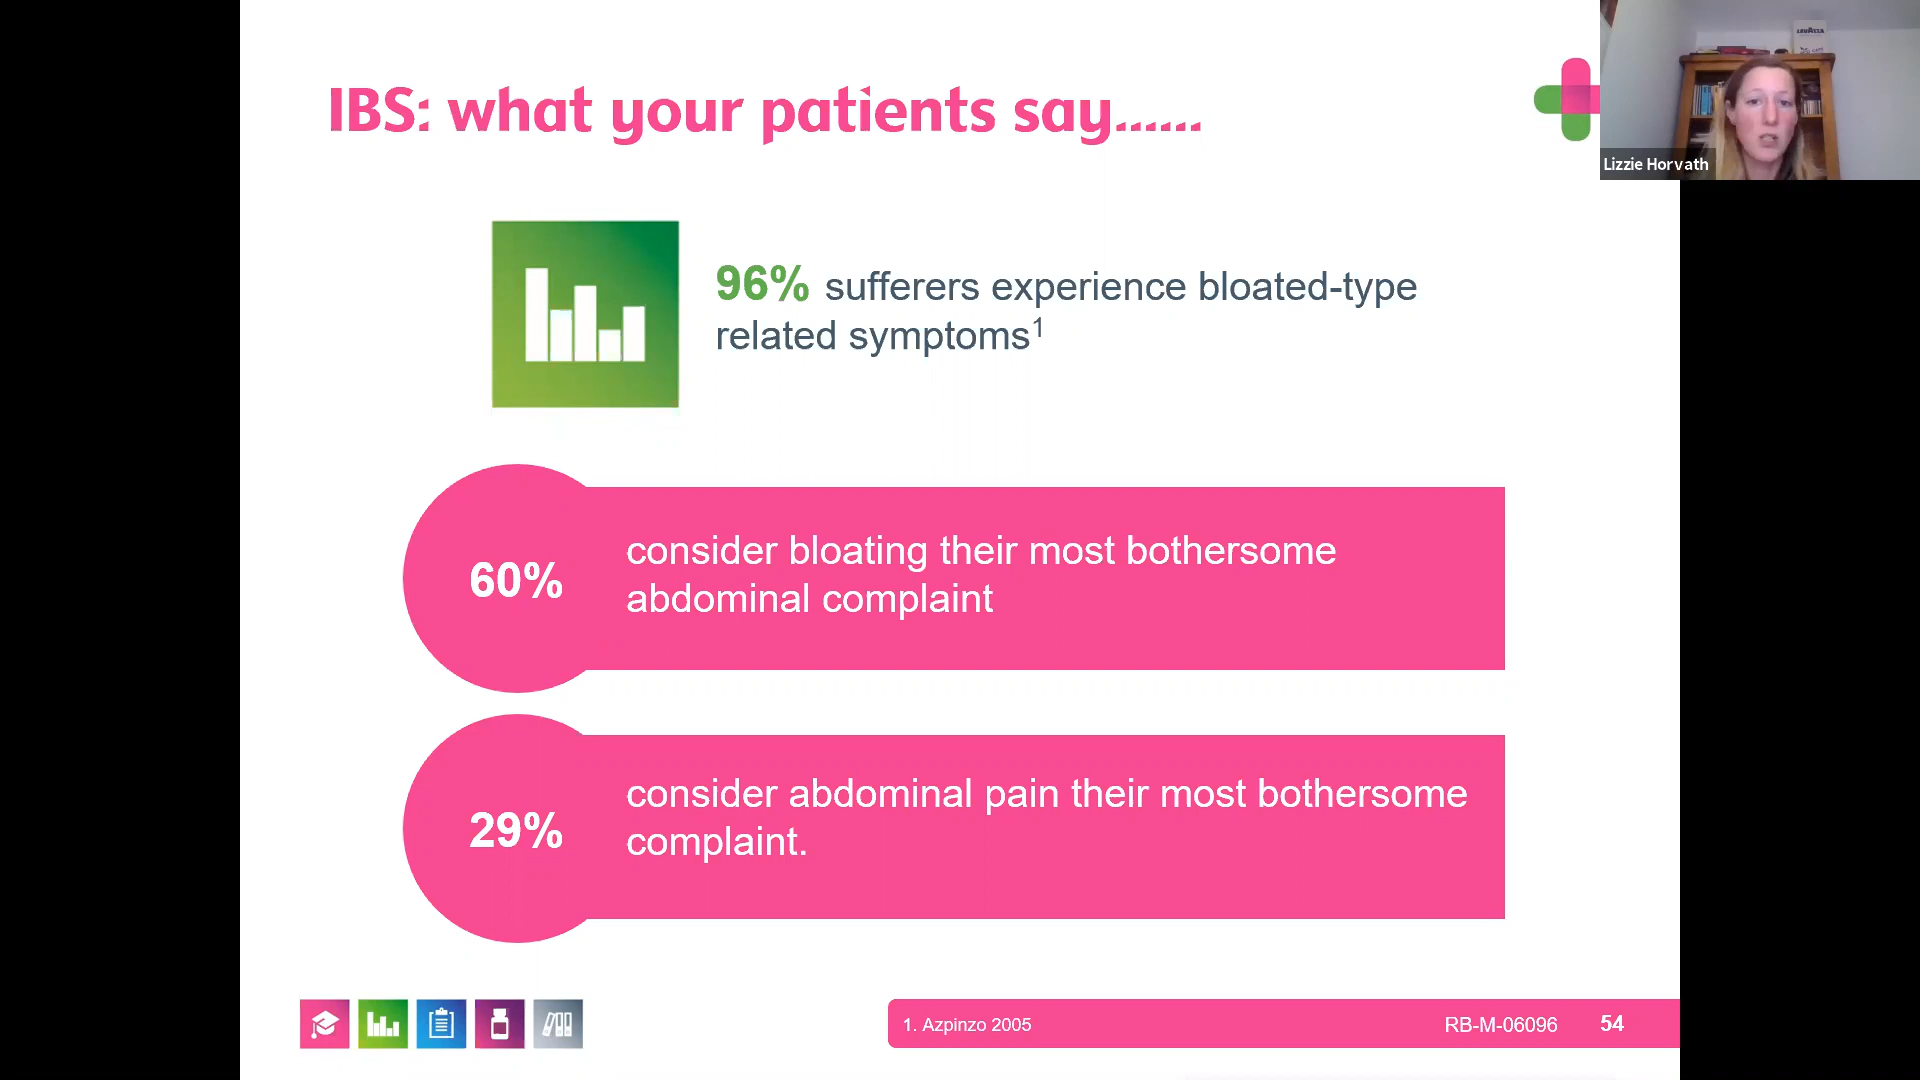 IBS: what your patients say......
LAVAZZA
Lizzie Horvath
96% sufferers experience bloated-type
related symptoms1
60%
consider bloating their most bothersome
abdominal complaint
29%
consider abdominal pain their most bothersome
complaint.
1. Azpinzo 2005
RB-M-06096
54